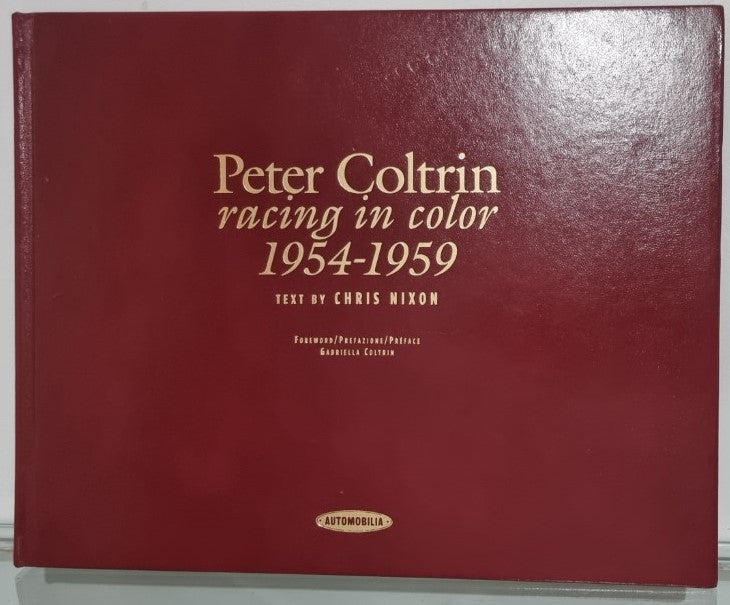 Peter Coltrin
racing in color
1954-1959
TEXT BY CHRIS NIXON
FOREWORD/PREFAZIONE/PRÉFACE
GABRIELLA COLTRIN
• AUTOMOBILIA •